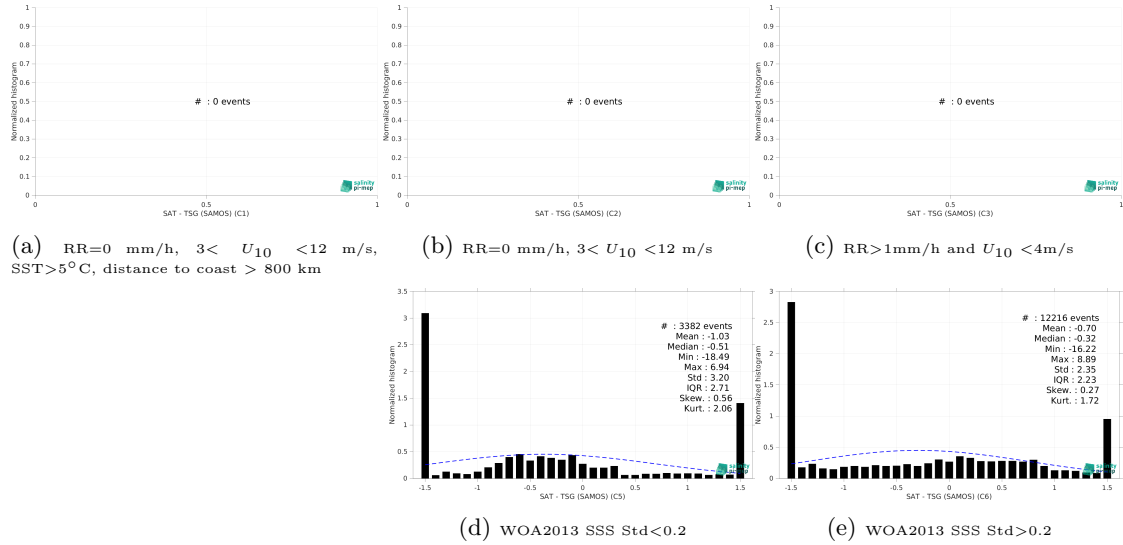 1
0.9
0.8
0.7
0.6
0.5
0.4
0.3
0.2
0.1
0
Normalized histogram
# : 0 events
salinity
pi-mep
0 0.5 1
SAT - TSG (SAMOS) (C1)
(a) RR=0 mm/h, 3< U10 <12 m/s,
SST>5°C, distance to coast > 800 km
1
0.9
0.8
0.7
0.6
0.5
0.4
0.3
0.2
0.1
0
Normalized histogram
# : 0 events
salinity
pi-mep
0 0.5 1
SAT - TSG (SAMOS) (C2)
(b) RR=0 mm/h, 3< U10 <12 m/s
1
0.9
0.8
0.7
0.6
0.5
0.4
0.3
0.2
0.1
0
Normalized histogram
# : 0 events
salinity
pi-mep
0 0.5 1
SAT - TSG (SAMOS) (C3)
(c) RR>1mm/h and U10 <4m/s
3.5
3
2.5
2
1.5
1
0.5
0
Normalized histogram
# : 3382 events
Mean : -1.03
Median : -0.51
Min : -18.49
Max : 6.94
Std : 3.20
IQR : 2.71
Skew. : 0.56
Kurt. : 2.06
salinity
pi-mep
-1.5 -1 -0.5 0 0.5 1 1.5
SAT - TSG (SAMOS) (C5)
(d) WOA2013 SSS Std<0.2
3
2.5
2
1.5
1
0.5
0
Normalized histogram
# : 12216 events
Mean : -0.70
Median : -0.32
Min : -16.22
Max : 8.89
Std : 2.35
IQR : 2.23
Skew. : 0.27
Kurt. : 1.72
salinity
pi-mep
-1.5 -1 -0.5 0 0.5 1 1.5
SAT - TSG (SAMOS) (C6)
(e) WOA2013 SSS Std>0.2